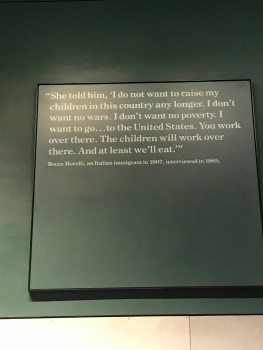 “She told him, ‘I do not want to raise my
children in this country any longer. I don’t
want no wars. I don’t want no poverty. I
want to go...to the United States. You work
over there. The children will work over
there. And at least we’ll eat.’”
Rocco Morelli, an Italian immigrant in 1907, interviewed in 1985.